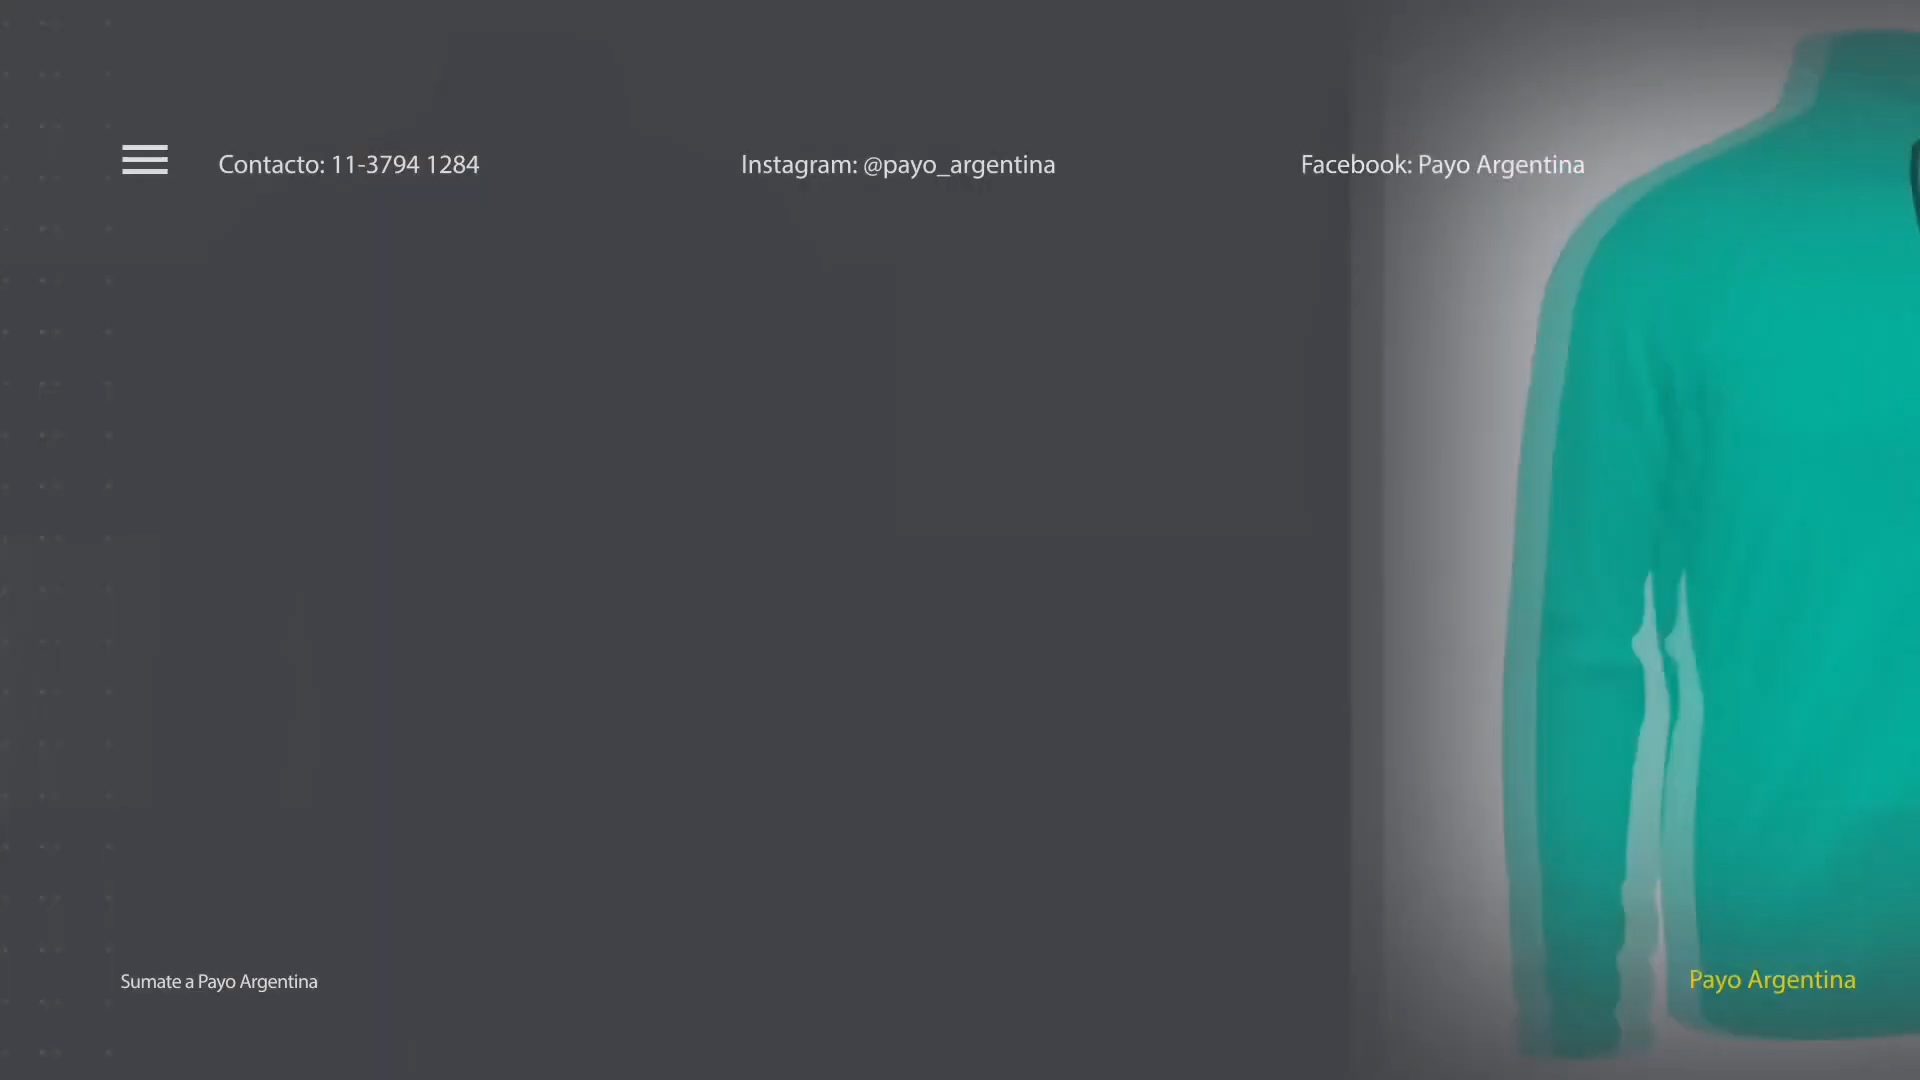 Contacto: 11-3794 1284
Instagram: @payo_argentina
Facebook: Payo Argentina
Sumate a Payo Argentina
Payo Argentina